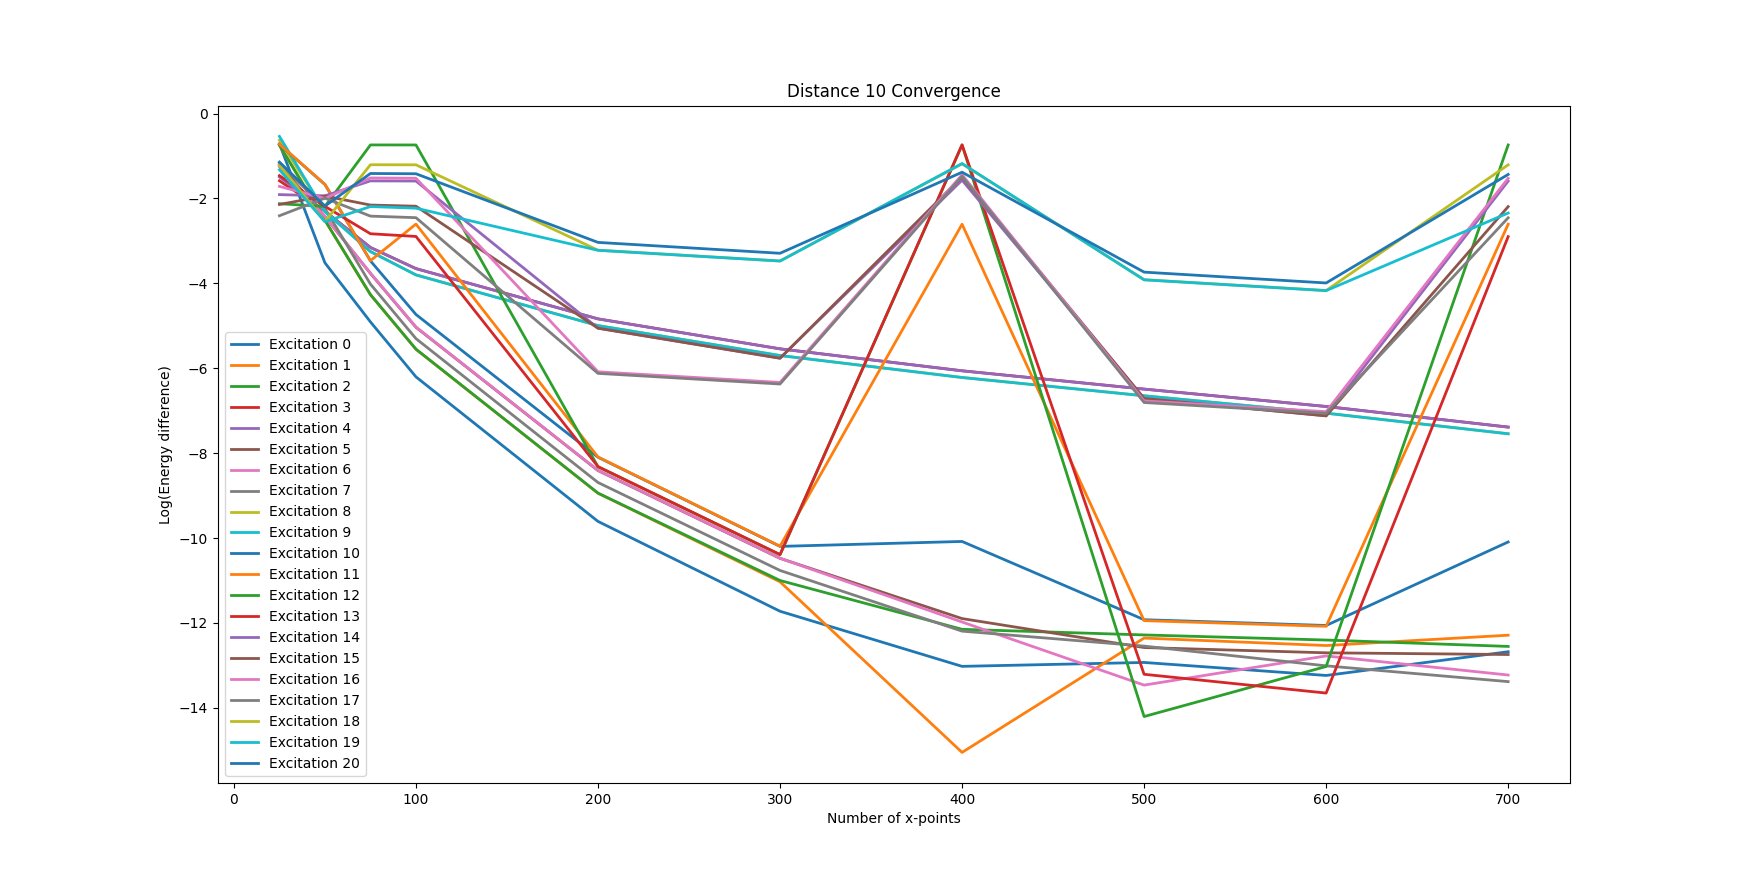 Distance 10 Convergence
Log(Energy difference)
0
−2
−4
−6
−8
−10
−12
−14
Excitation 0
Excitation 1
Excitation 2
Excitation 3
Excitation 4
Excitation 5
Excitation 6
Excitation 7
Excitation 8
Excitation 9
Excitation 10
Excitation 11
Excitation 12
Excitation 13
Excitation 14
Excitation 15
Excitation 16
Excitation 17
Excitation 18
Excitation 19
Excitation 20
0 100 200 300 400 500 600 700
Number of x-points